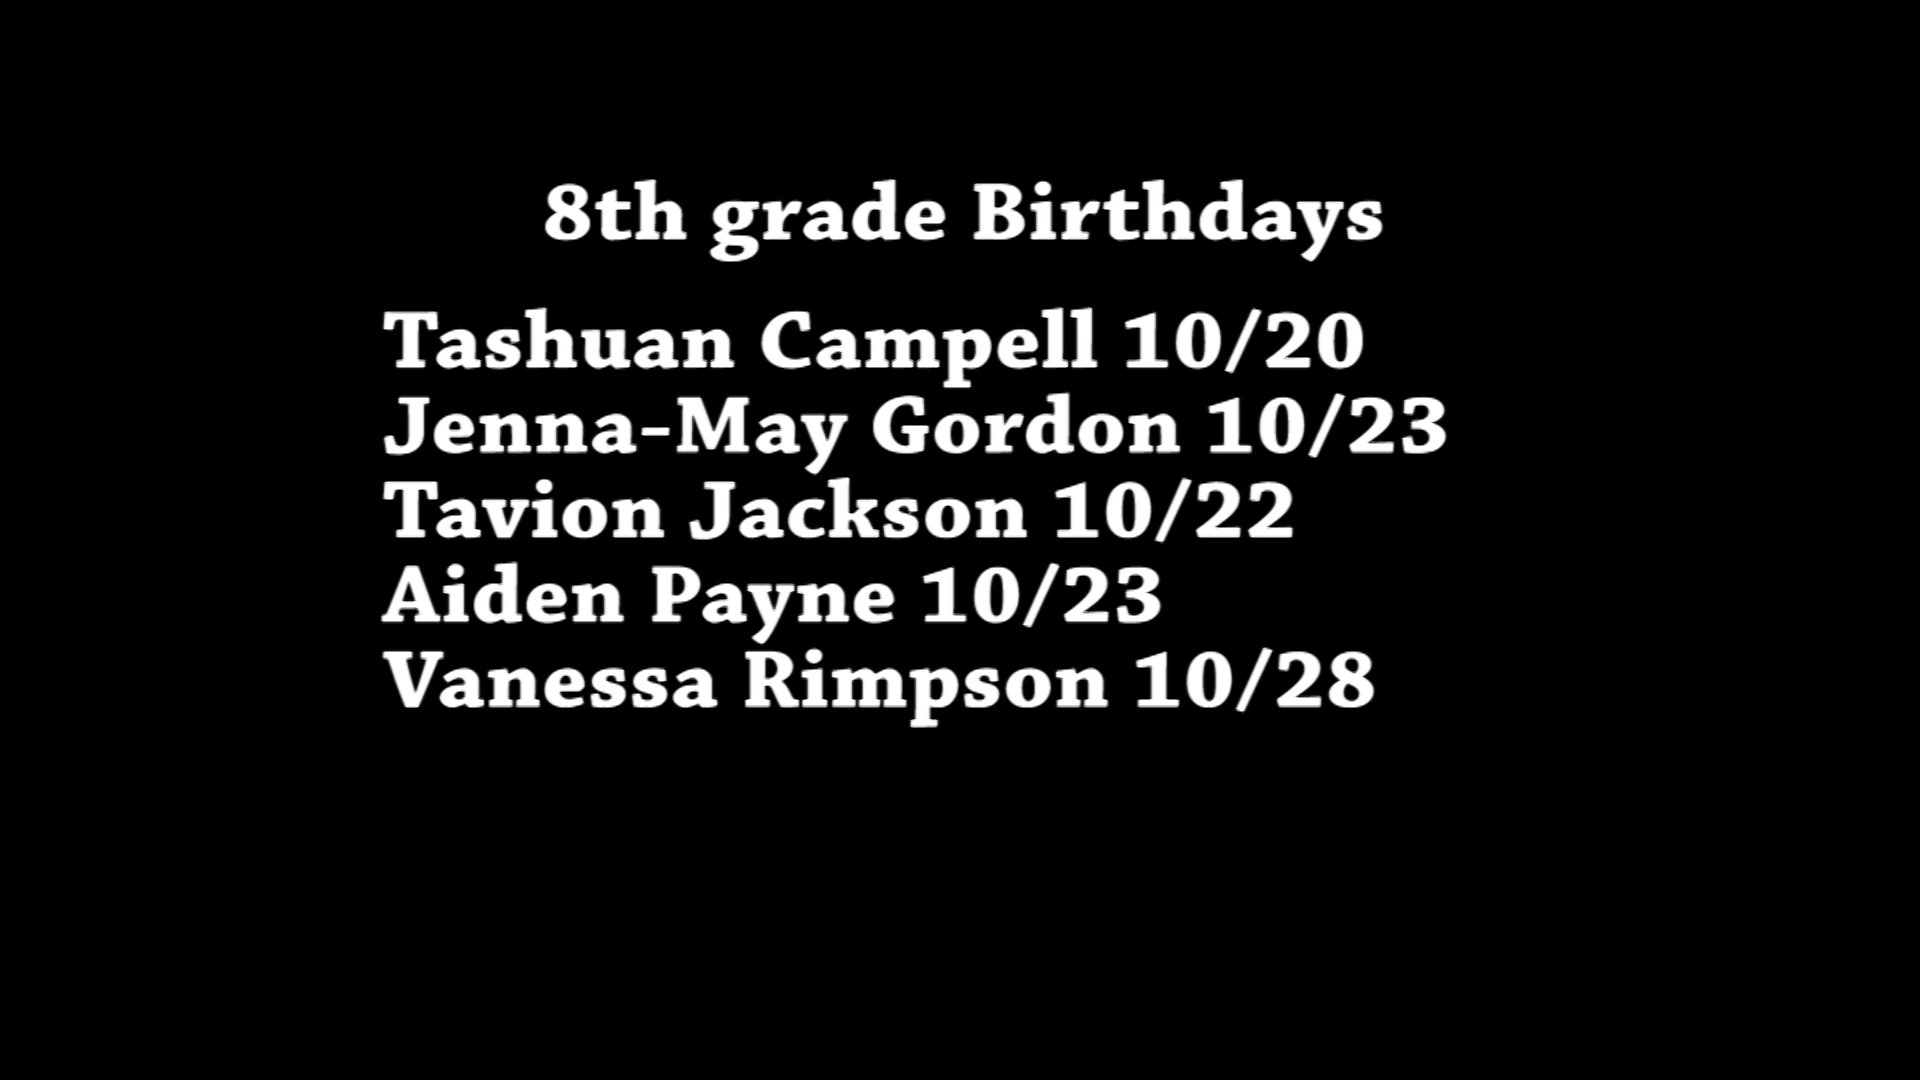 8th grade Birthdays
Tashuan Campell 10/20
Jenna-May Gordon 10/23
Tavion Jackson 10/22
Aiden Payne 10/23
Vanessa Rimpson 10/28